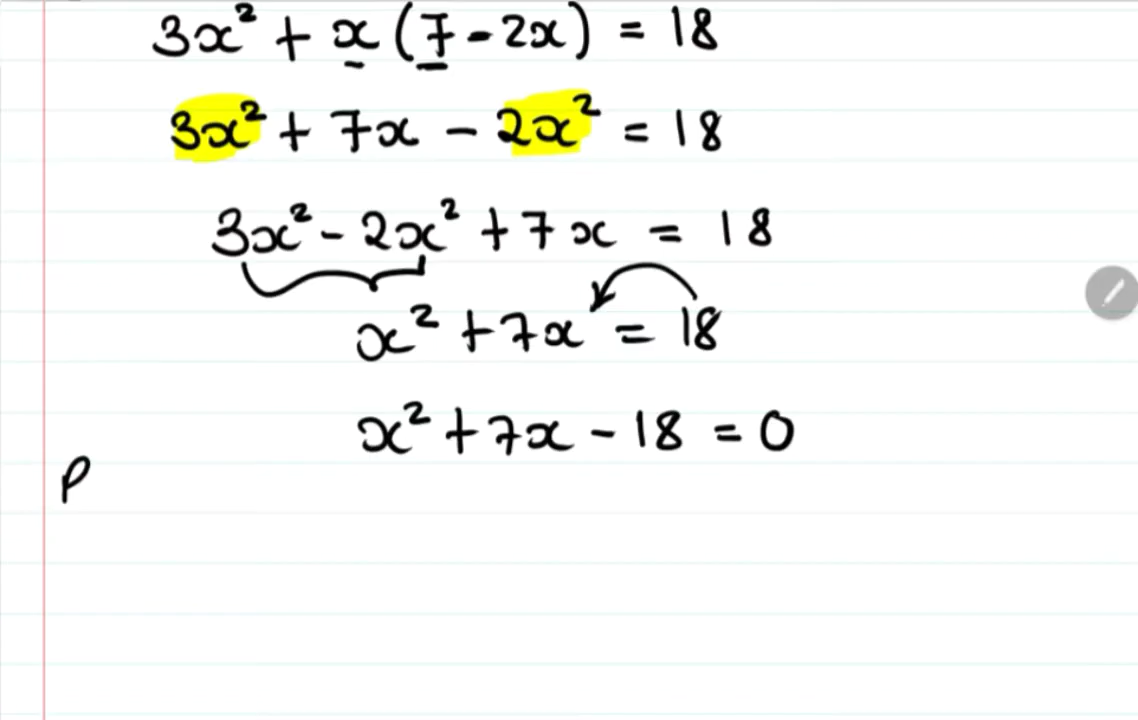 3x² + x (7 - 2x) = 18
3x² + 7x - 2x² = 18
3x² - 2x² + 7x = 18
x² + 7x = 18
x² + 7x - 18 = 0
P